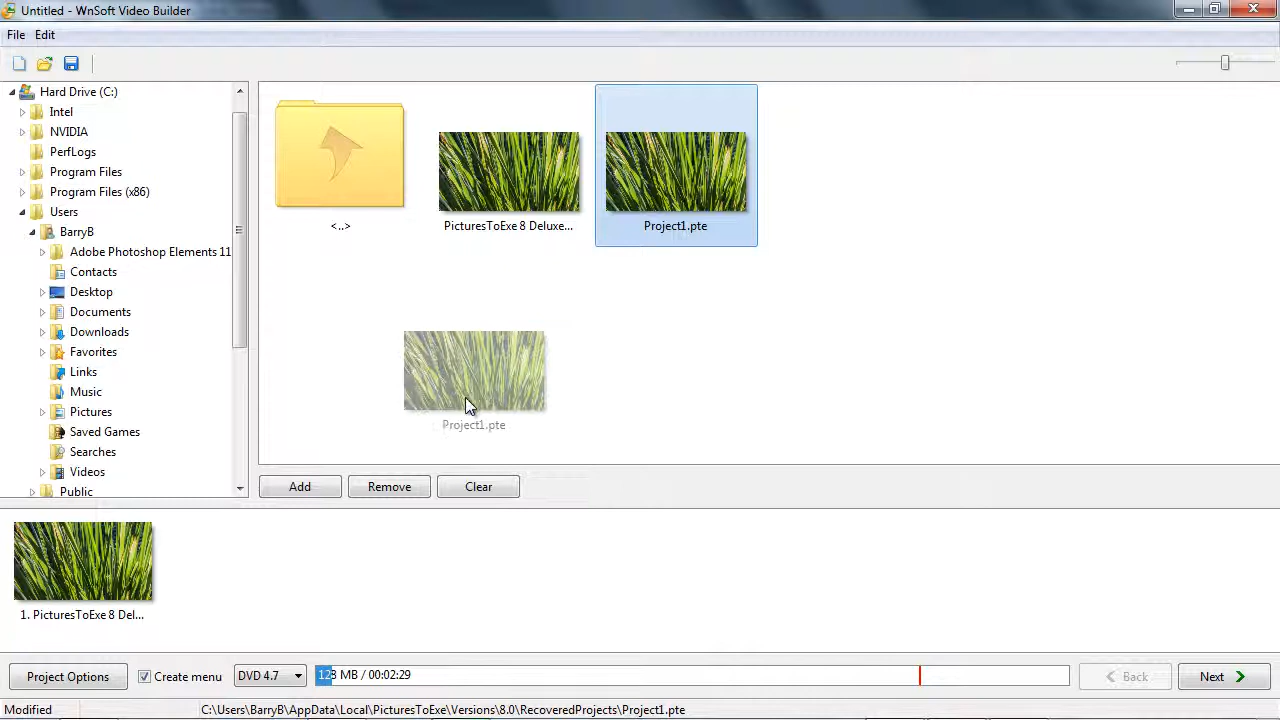 Untitled - WnSoft Video Builder
File Edit
Hard Drive (C:)
Intel
NVIDIA
PerfLogs
Program Files
Program Files (x86)
Users
BarryB
Adobe Photoshop Elements 11
Contacts
Desktop
Documents
Downloads
Favorites
Links
Music
Pictures
Saved Games
Searches
Videos
Public
<..>
PicturesToExe 8 Deluxe...
Project1.pte
Project1.pte
Add Remove Clear
1. PicturesToExe 8 Del...
Project Options Create menu DVD 4.7 123 MB / 00:02:29 Back Next
Modified C:\Users\BarryB\AppData\Local\PicturesToExe\Versions\8.0\RecoveredProjects\Project1.pte